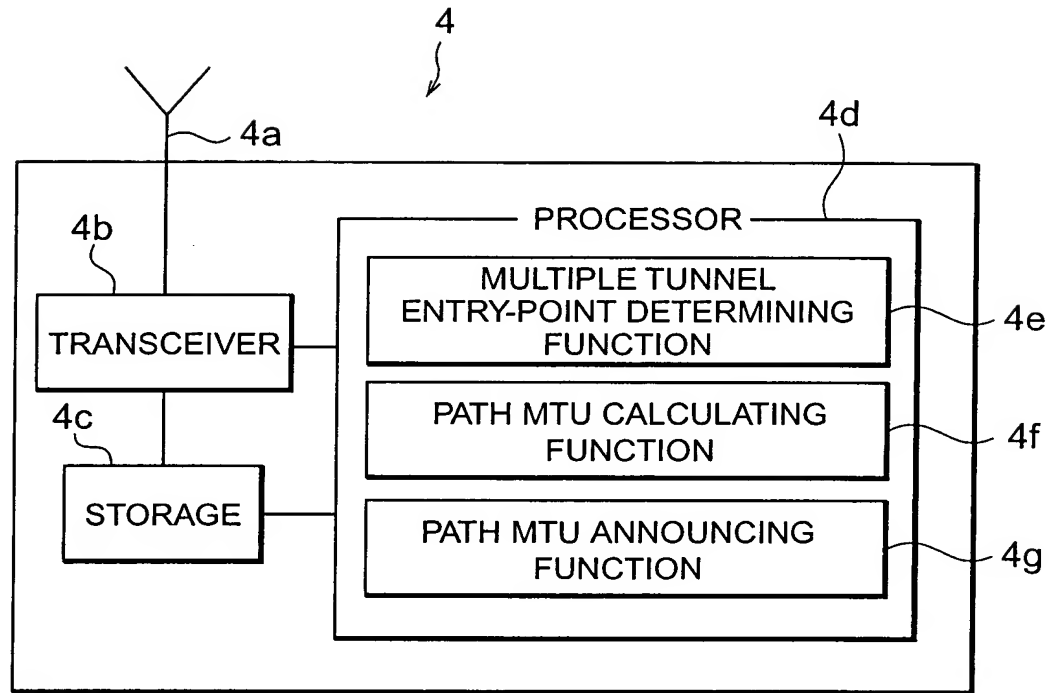 4
4a
4d
PROCESSOR
4b
TRANSCEIVER
MULTIPLE TUNNEL
ENTRY-POINT DETERMINING
FUNCTION
4e
4c
STORAGE
PATH MTU CALCULATING
FUNCTION
4f
PATH MTU ANNOUNCING
FUNCTION
4g